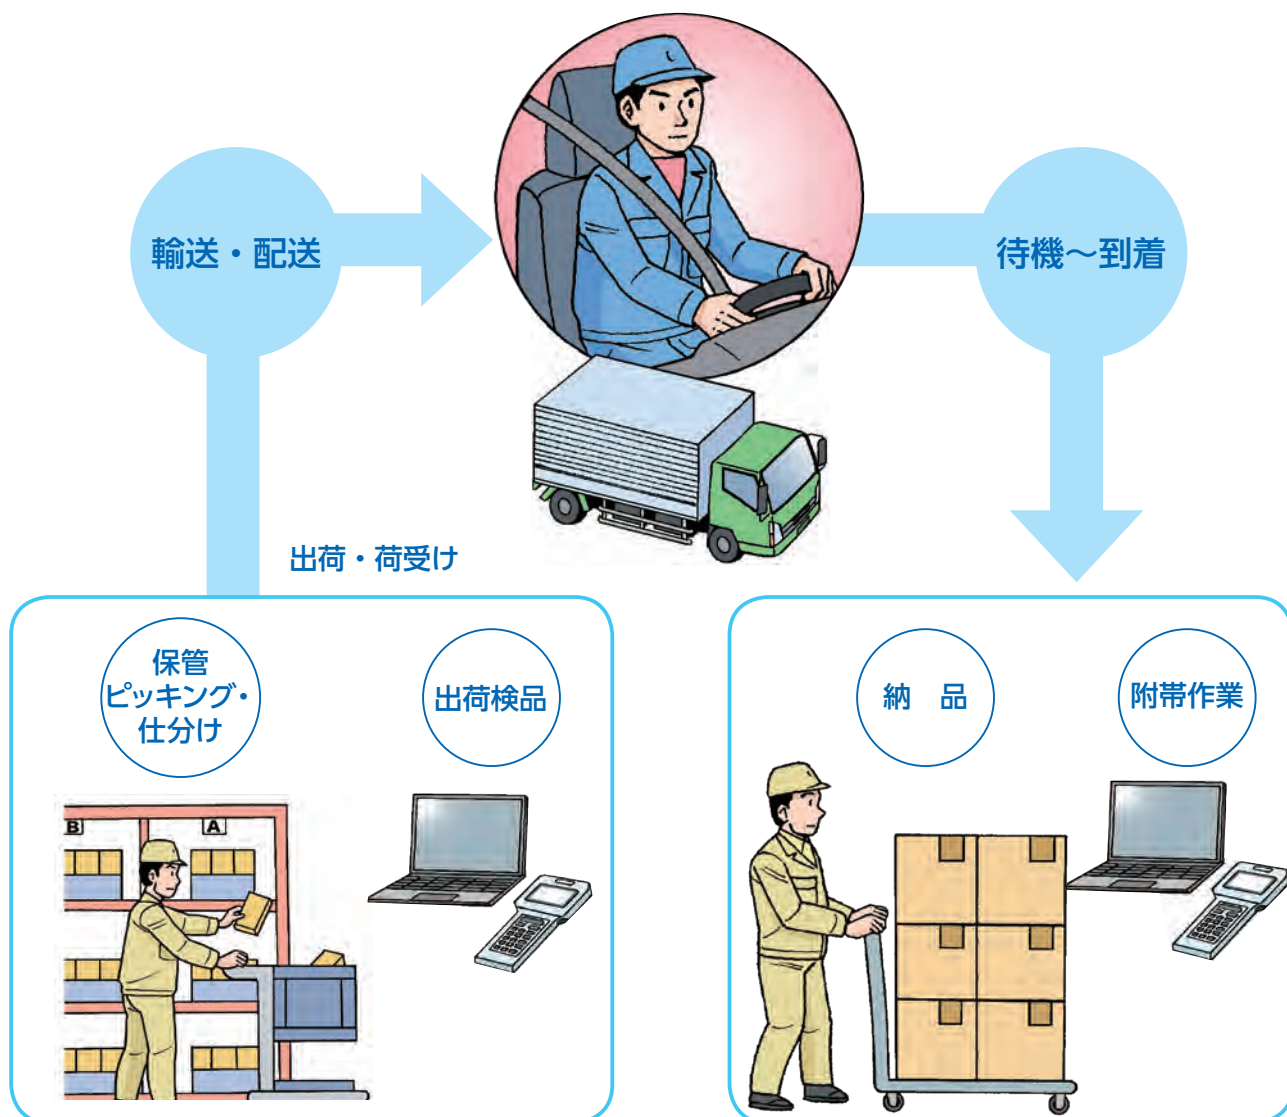 輸送・配送
待機～到着
出荷・荷受け
保管
ピッキング・
仕分け
出荷検品
納　品
附帯作業
B
A